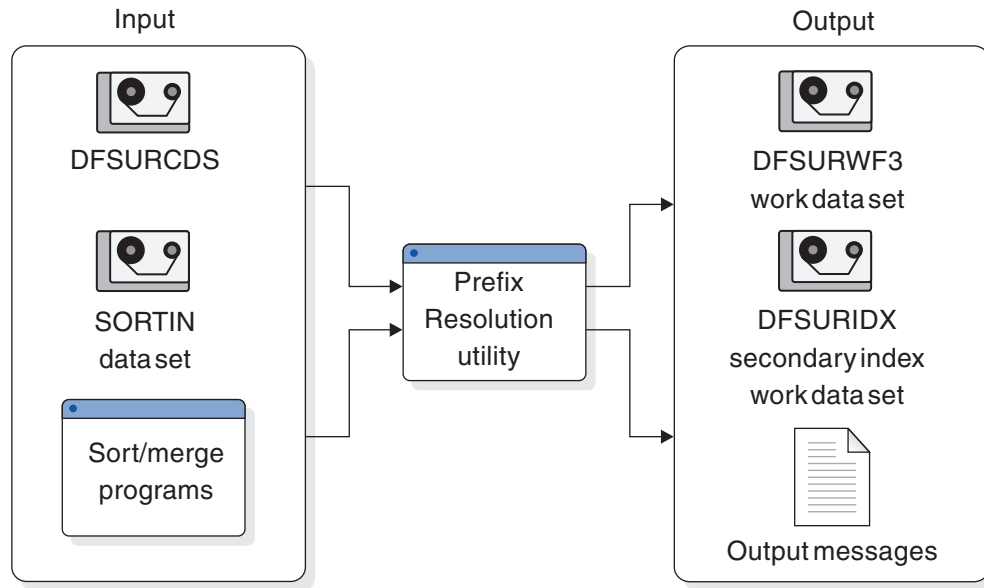 Input
DFSURCDS
SORTIN
data set
Sort/merge
programs
Prefix
Resolution
utility
Output
DFSURWF3
work data set
DFSURIDX
secondary index
work data set
Output messages